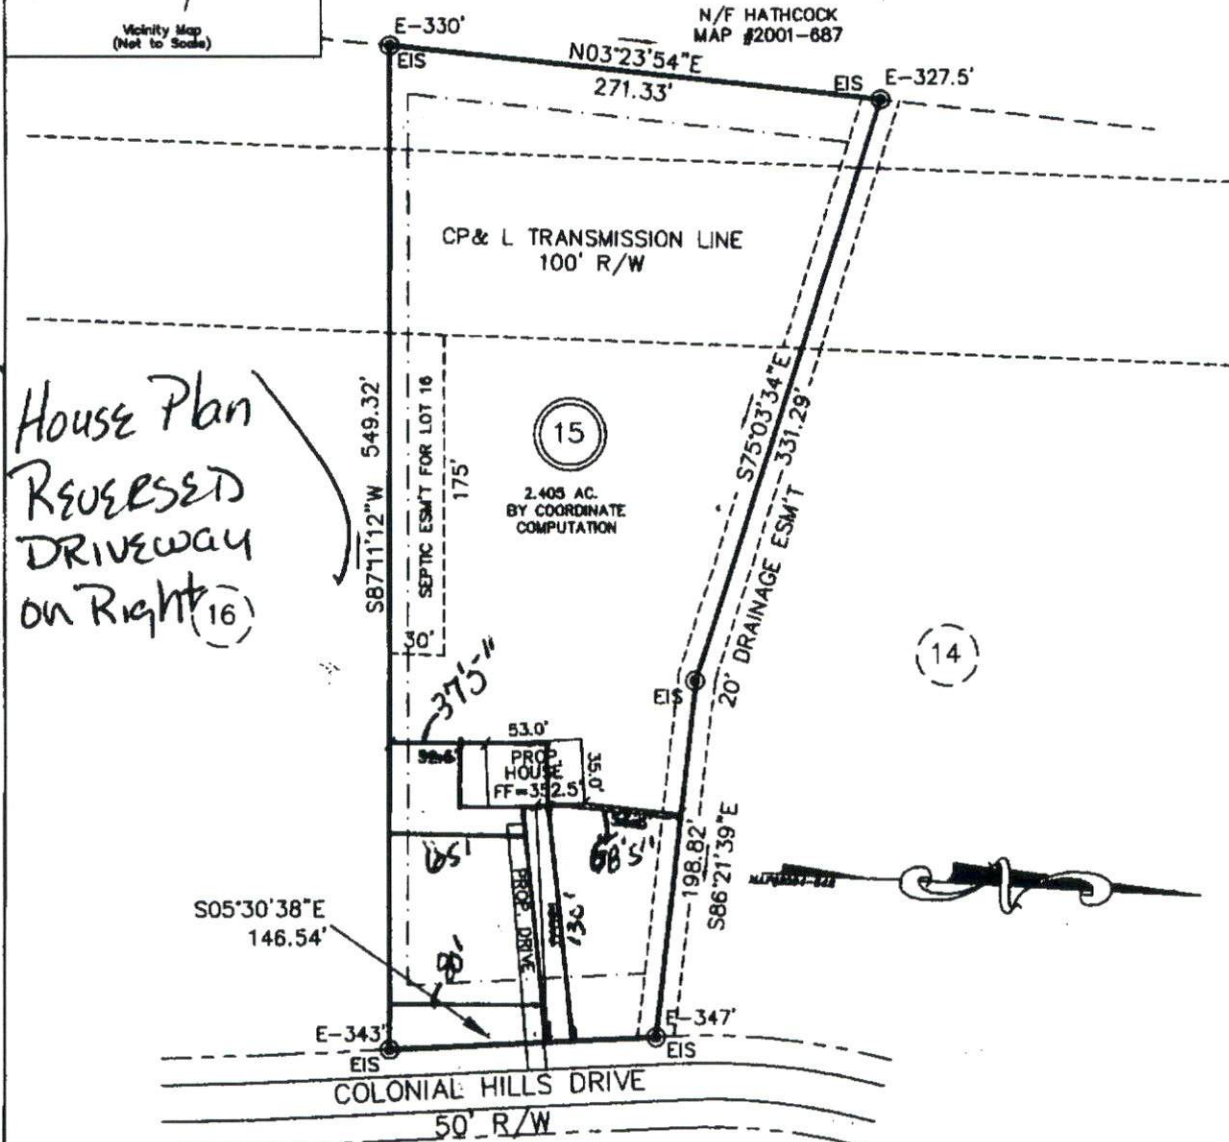 Vicinity Map
(Not to Scale)
N/F HATHCOCK
MAP #2001-687
E-330'
EIS
N03°23'54"E
271.33'
EIS
E-327.5'
CP& L TRANSMISSION LINE
100' R/W
House Plan
REVERSED
DRIVEWAY
on Right
16
S87°11'12"W 549.32'
SEPTIC ESM'T FOR LOT 16
175'
30'
15
2.405 AC.
BY COORDINATE
COMPUTATION
S75°03'34"E
331.29'
20' DRAINAGE ESM'T
14
EIS
37'5"
53.0'
PROP.
HOUSE
FF=352.5'
35.0'
65'
68'5"
198.82'
S86°21'39"E
PROP. DRIVE
130'
S05°30'38"E
146.54'
E-343'
EIS
E-347'
EIS
COLONIAL HILLS DRIVE
50' R/W